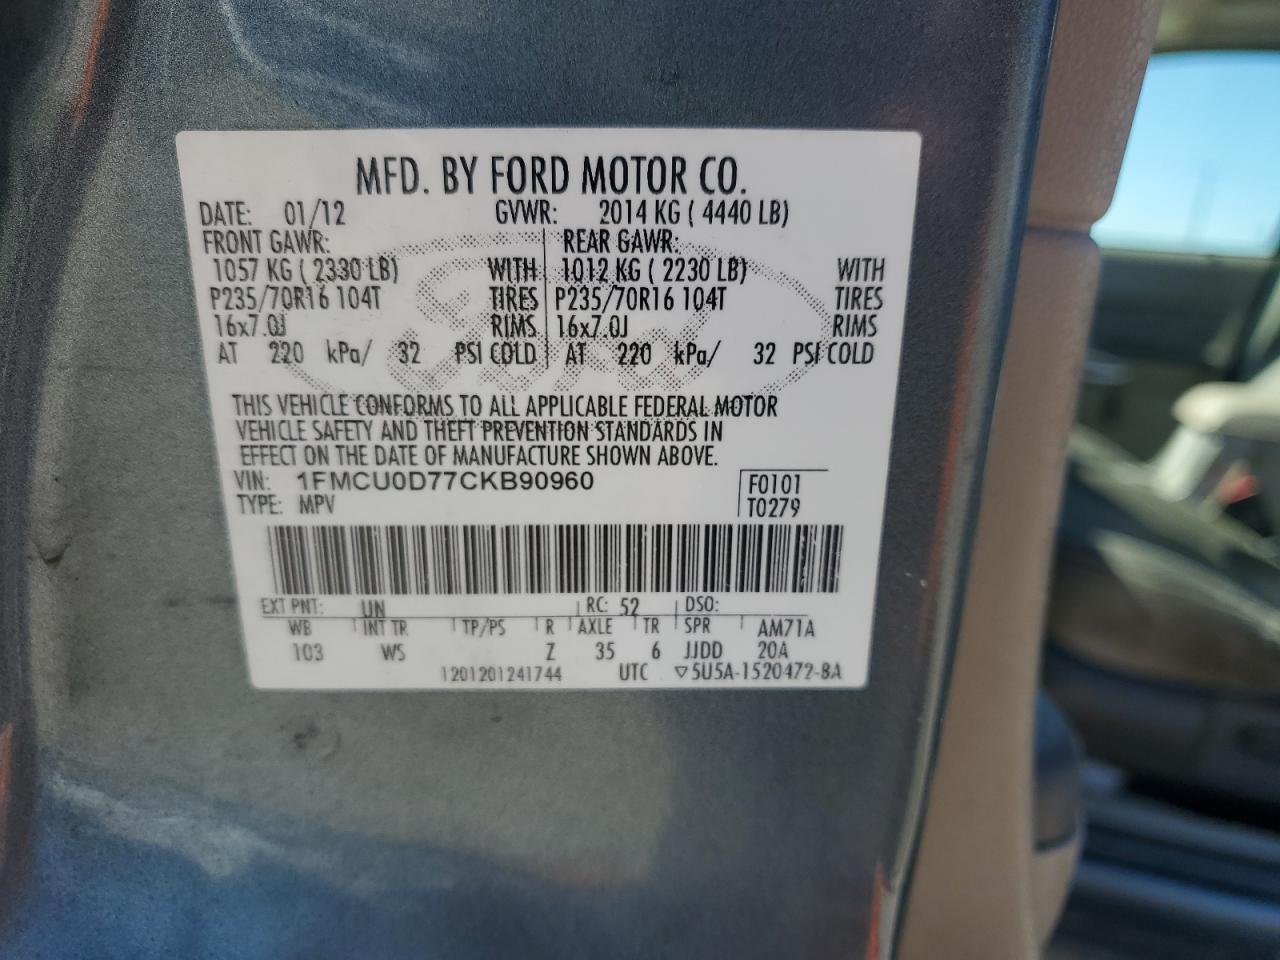 MFD. BY FORD MOTOR CO.
DATE: 01/12 GVWR: 2014 KG ( 4440 LB)
FRONT GAWR: REAR GAWR:
1057 KG ( 2330 LB) WITH 1012 KG ( 2230 LB) WITH
P235/70R16 104T TIRES P235/70R16 104T TIRES
16x7.0J RIMS 16x7.0J RIMS
AT 220 kPa/ 32 PSI COLD AT 220 kPa/ 32 PSI COLD
THIS VEHICLE CONFORMS TO ALL APPLICABLE FEDERAL MOTOR
VEHICLE SAFETY AND THEFT PREVENTION STANDARDS IN
EFFECT ON THE DATE OF MANUFACTURE SHOWN ABOVE.
VIN: 1FMCU0D77CKB90960 F0101
TYPE: MPV T0279
EXT PNT: UN RC: 52 DSO:
WB INT TR TP/PS R AXLE TR SPR AM71A
103 WS Z 35 6 JJDD 20A
1201201241744 UTC ▽5U5A-1520472-BA
Ford